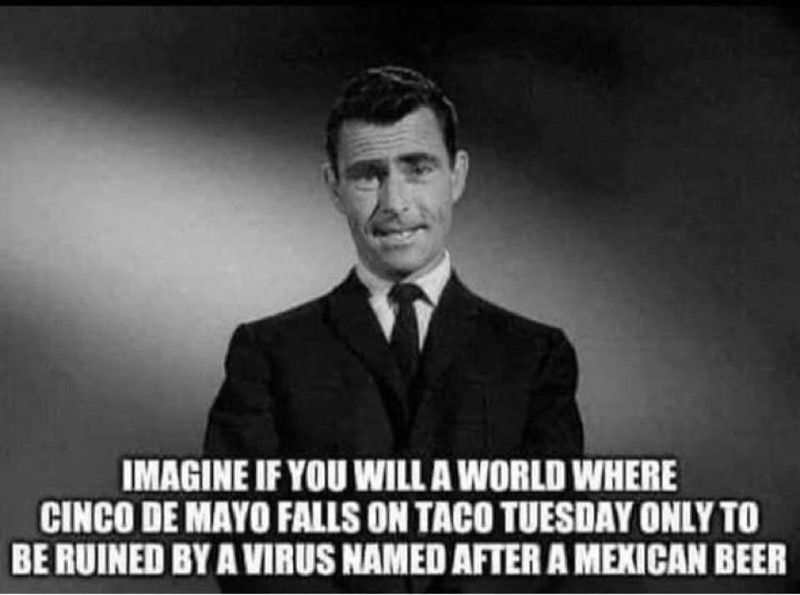 IMAGINE IF YOU WILL A WORLD WHERE
CINCO DE MAYO FALLS ON TACO TUESDAY ONLY TO
BE RUINED BY A VIRUS NAMED AFTER A MEXICAN BEER